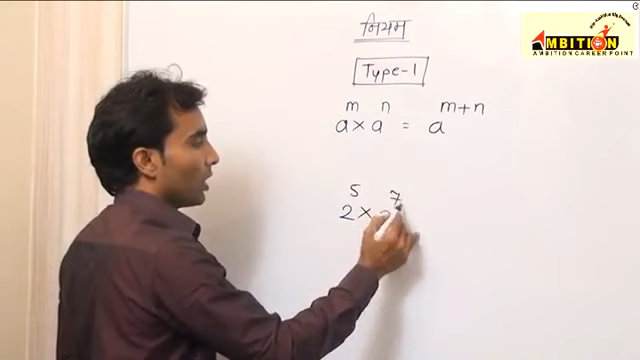 नियम
Type-1
a^m × a^n = a^(m+n)
2^5 × 2^7
AMBITION
AMBITION CAREER POINT